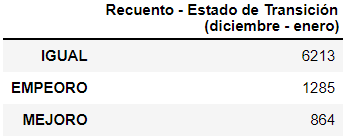 Recuento - Estado de Transición
(diciembre - enero)
IGUAL 6213
EMPEORO 1285
MEJORO 864